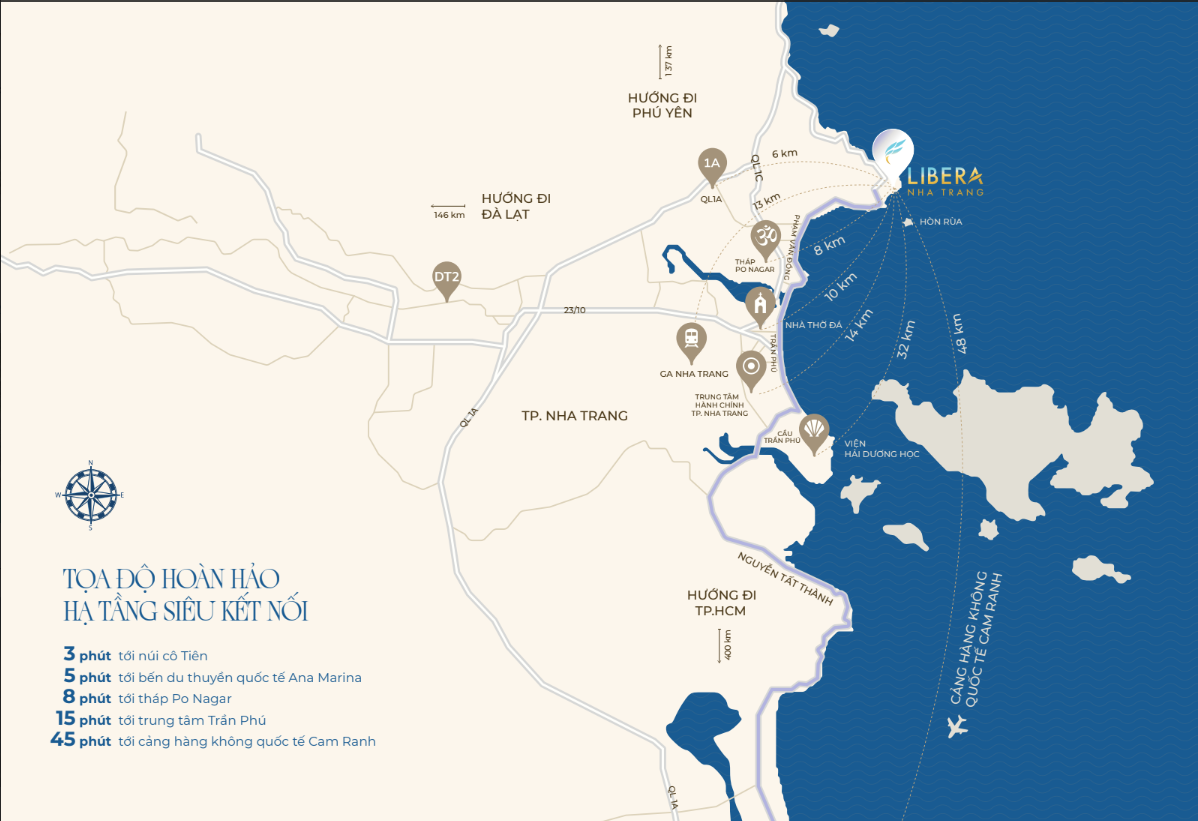 137 km
HƯỚNG ĐI
PHÚ YÊN
1A
QL1A
QL1C
6 km
LIBERA
NHA TRANG
HƯỚNG ĐI
ĐÀ LẠT
146 km
13 km
HÒN RÙA
PHẠM VĂN ĐỒNG
8 km
THÁP
PO NAGAR
DT2
10 km
23/10
NHÀ THỜ ĐÁ
14 km
32 km
48 km
TRẦN PHÚ
GA NHA TRANG
TRUNG TÂM
HÀNH CHÍNH
TP. NHA TRANG
QL 1A
TP. NHA TRANG
CẦU
TRẦN PHÚ
VIỆN
HẢI DƯƠNG HỌC
N
W
E
S
NGUYỄN TẤT THÀNH
TỌA ĐỘ HOÀN HẢO
HẠ TẦNG SIÊU KẾT NỐI
HƯỚNG ĐI
TP.HCM
400 km
CẢNG HÀNG KHÔNG
QUỐC TẾ CAM RANH
3 phút tới núi cô Tiên
5 phút tới bến du thuyền quốc tế Ana Marina
8 phút tới tháp Po Nagar
15 phút tới trung tâm Trần Phú
45 phút tới cảng hàng không quốc tế Cam Ranh
QL 1A